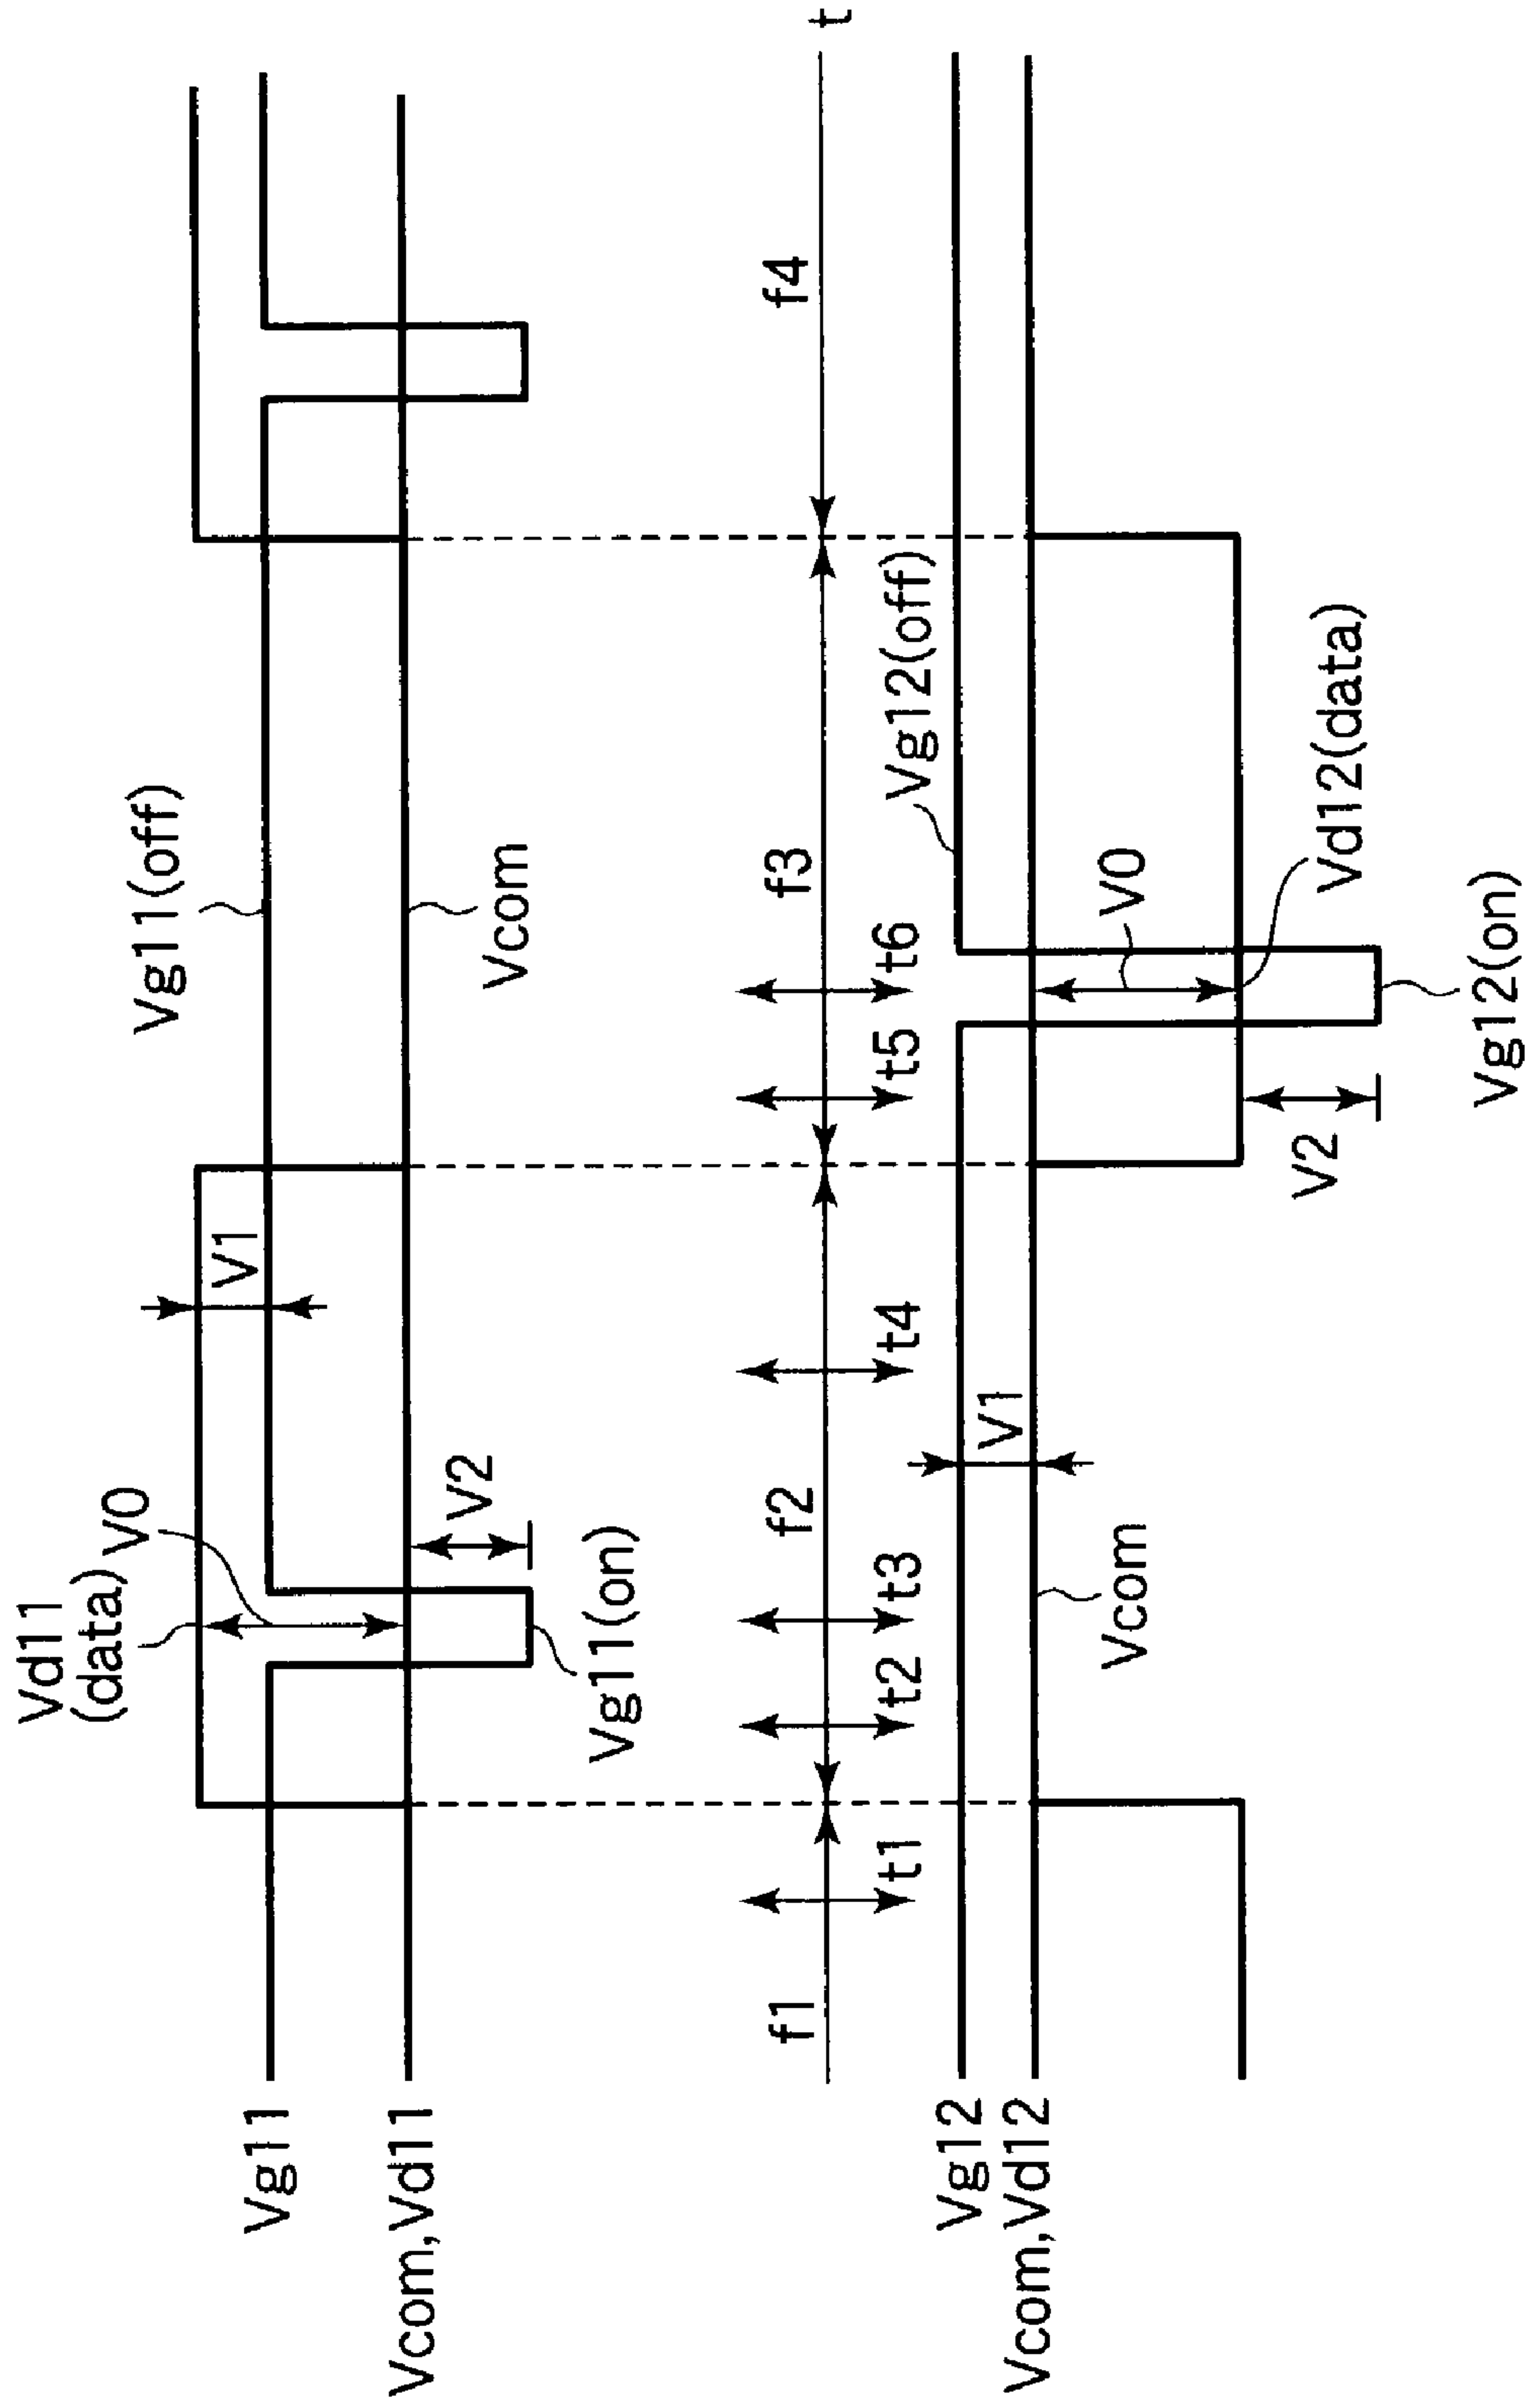 Vd11
(data)
V0
V1
Vg11(off)
Vg11
V2
Vcom
Vcom,Vd11
Vg11(on)
f1
f2
f3
f4
t
t1
t2
t3
t4
t5
t6
Vg12(off)
Vg12
V1
Vcom,Vd12
Vcom
V0
V2
Vd12(data)
Vg12(on)